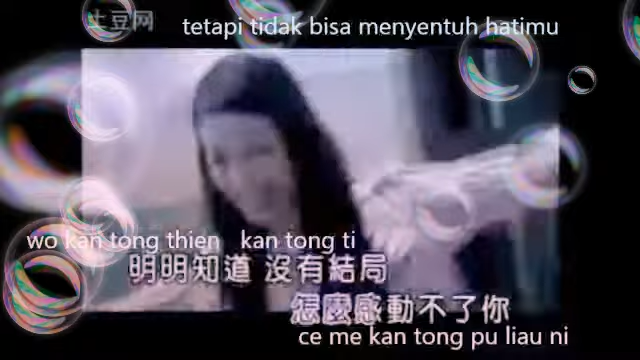 土豆网
tetapi tidak bisa menyentuh hatimu
wo kan tong thien kan tong ti
明明知道 沒有結局
怎麼感動不了你
ce me kan tong pu liau ni